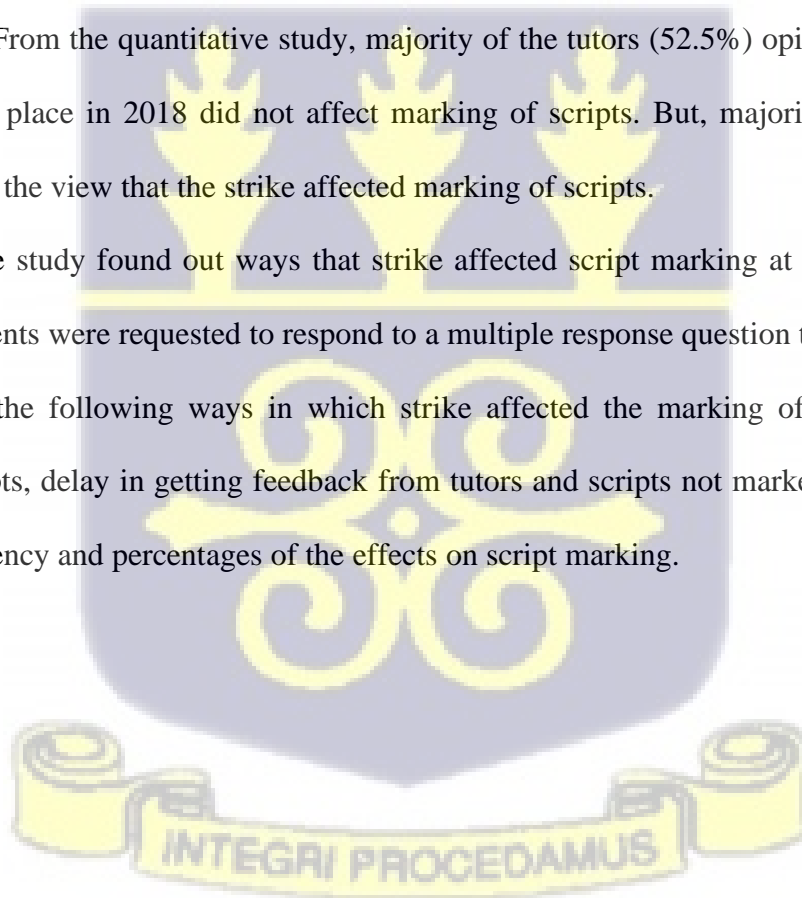 From the quantitative study, majority of the tutors (52.5%) opi
place in 2018 did not affect marking of scripts. But, majori
the view that the strike affected marking of scripts.
e study found out ways that strike affected script marking at
ents were requested to respond to a multiple response question t
the following ways in which strike affected the marking of
ts, delay in getting feedback from tutors and scripts not marke
ency and percentages of the effects on script marking.
INTEGRI PROCEDAMUS